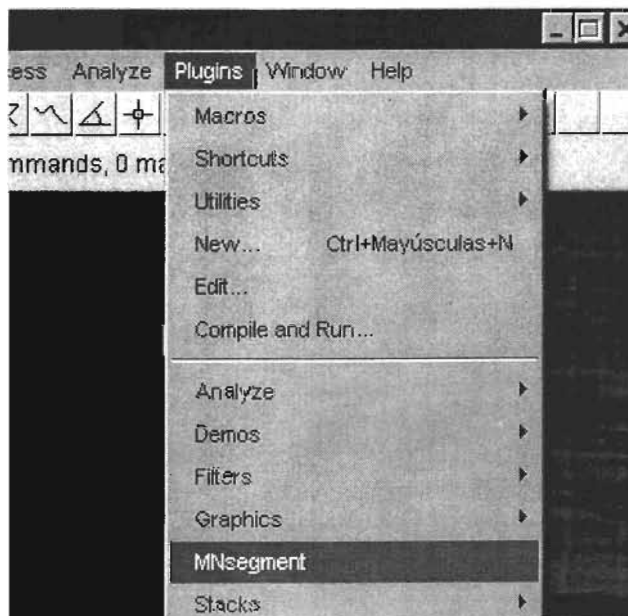 ess Analyze Plugins Window Help
Macros
mmands, 0 ma
Shortcuts
Utilities
New... Ctrl+Mayúsculas+N
Edit...
Compile and Run...
Analyze
Demos
Filters
Graphics
MNsegment
Stacks